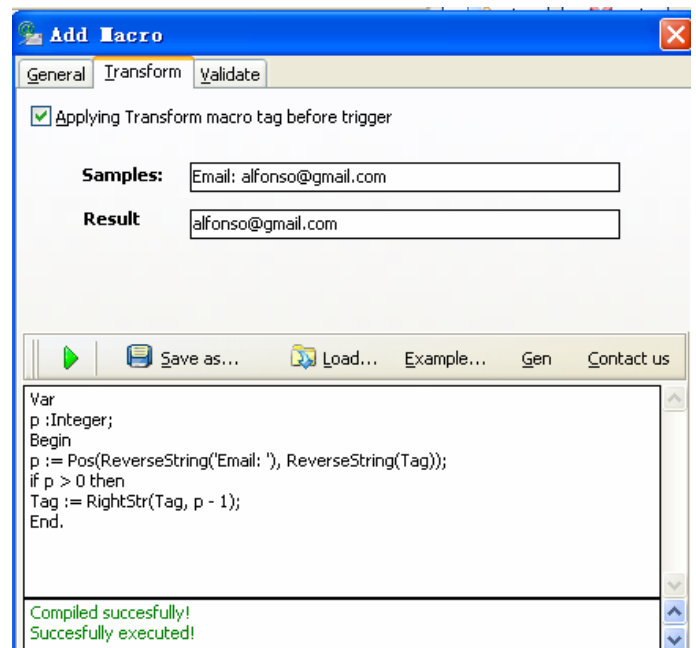 Add Macro
General Transform Validate
Applying Transform macro tag before trigger
Samples: Email: alfonso@gmail.com
Result alfonso@gmail.com
Save as... Load... Example... Gen Contact us
Var
p :Integer;
Begin
p := Pos(ReverseString('Email: '), ReverseString(Tag));
if p > 0 then
Tag := RightStr(Tag, p - 1);
End.
Compiled succesfully!
Succesfully executed!